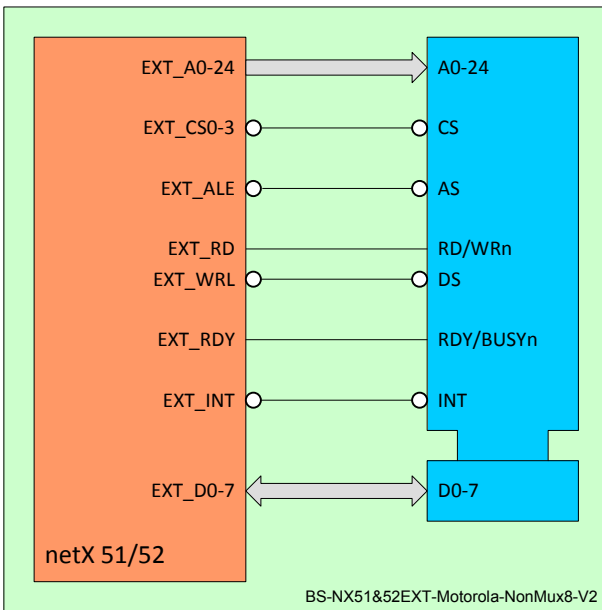 EXT_A0-24 A0-24
EXT_CS0-3 CS
EXT_ALE AS
EXT_RD RD/WRn
EXT_WRL DS
EXT_RDY RDY/BUSYn
EXT_INT INT
EXT_D0-7 D0-7
netX 51/52
BS-NX51&52EXT-Motorola-NonMux8-V2